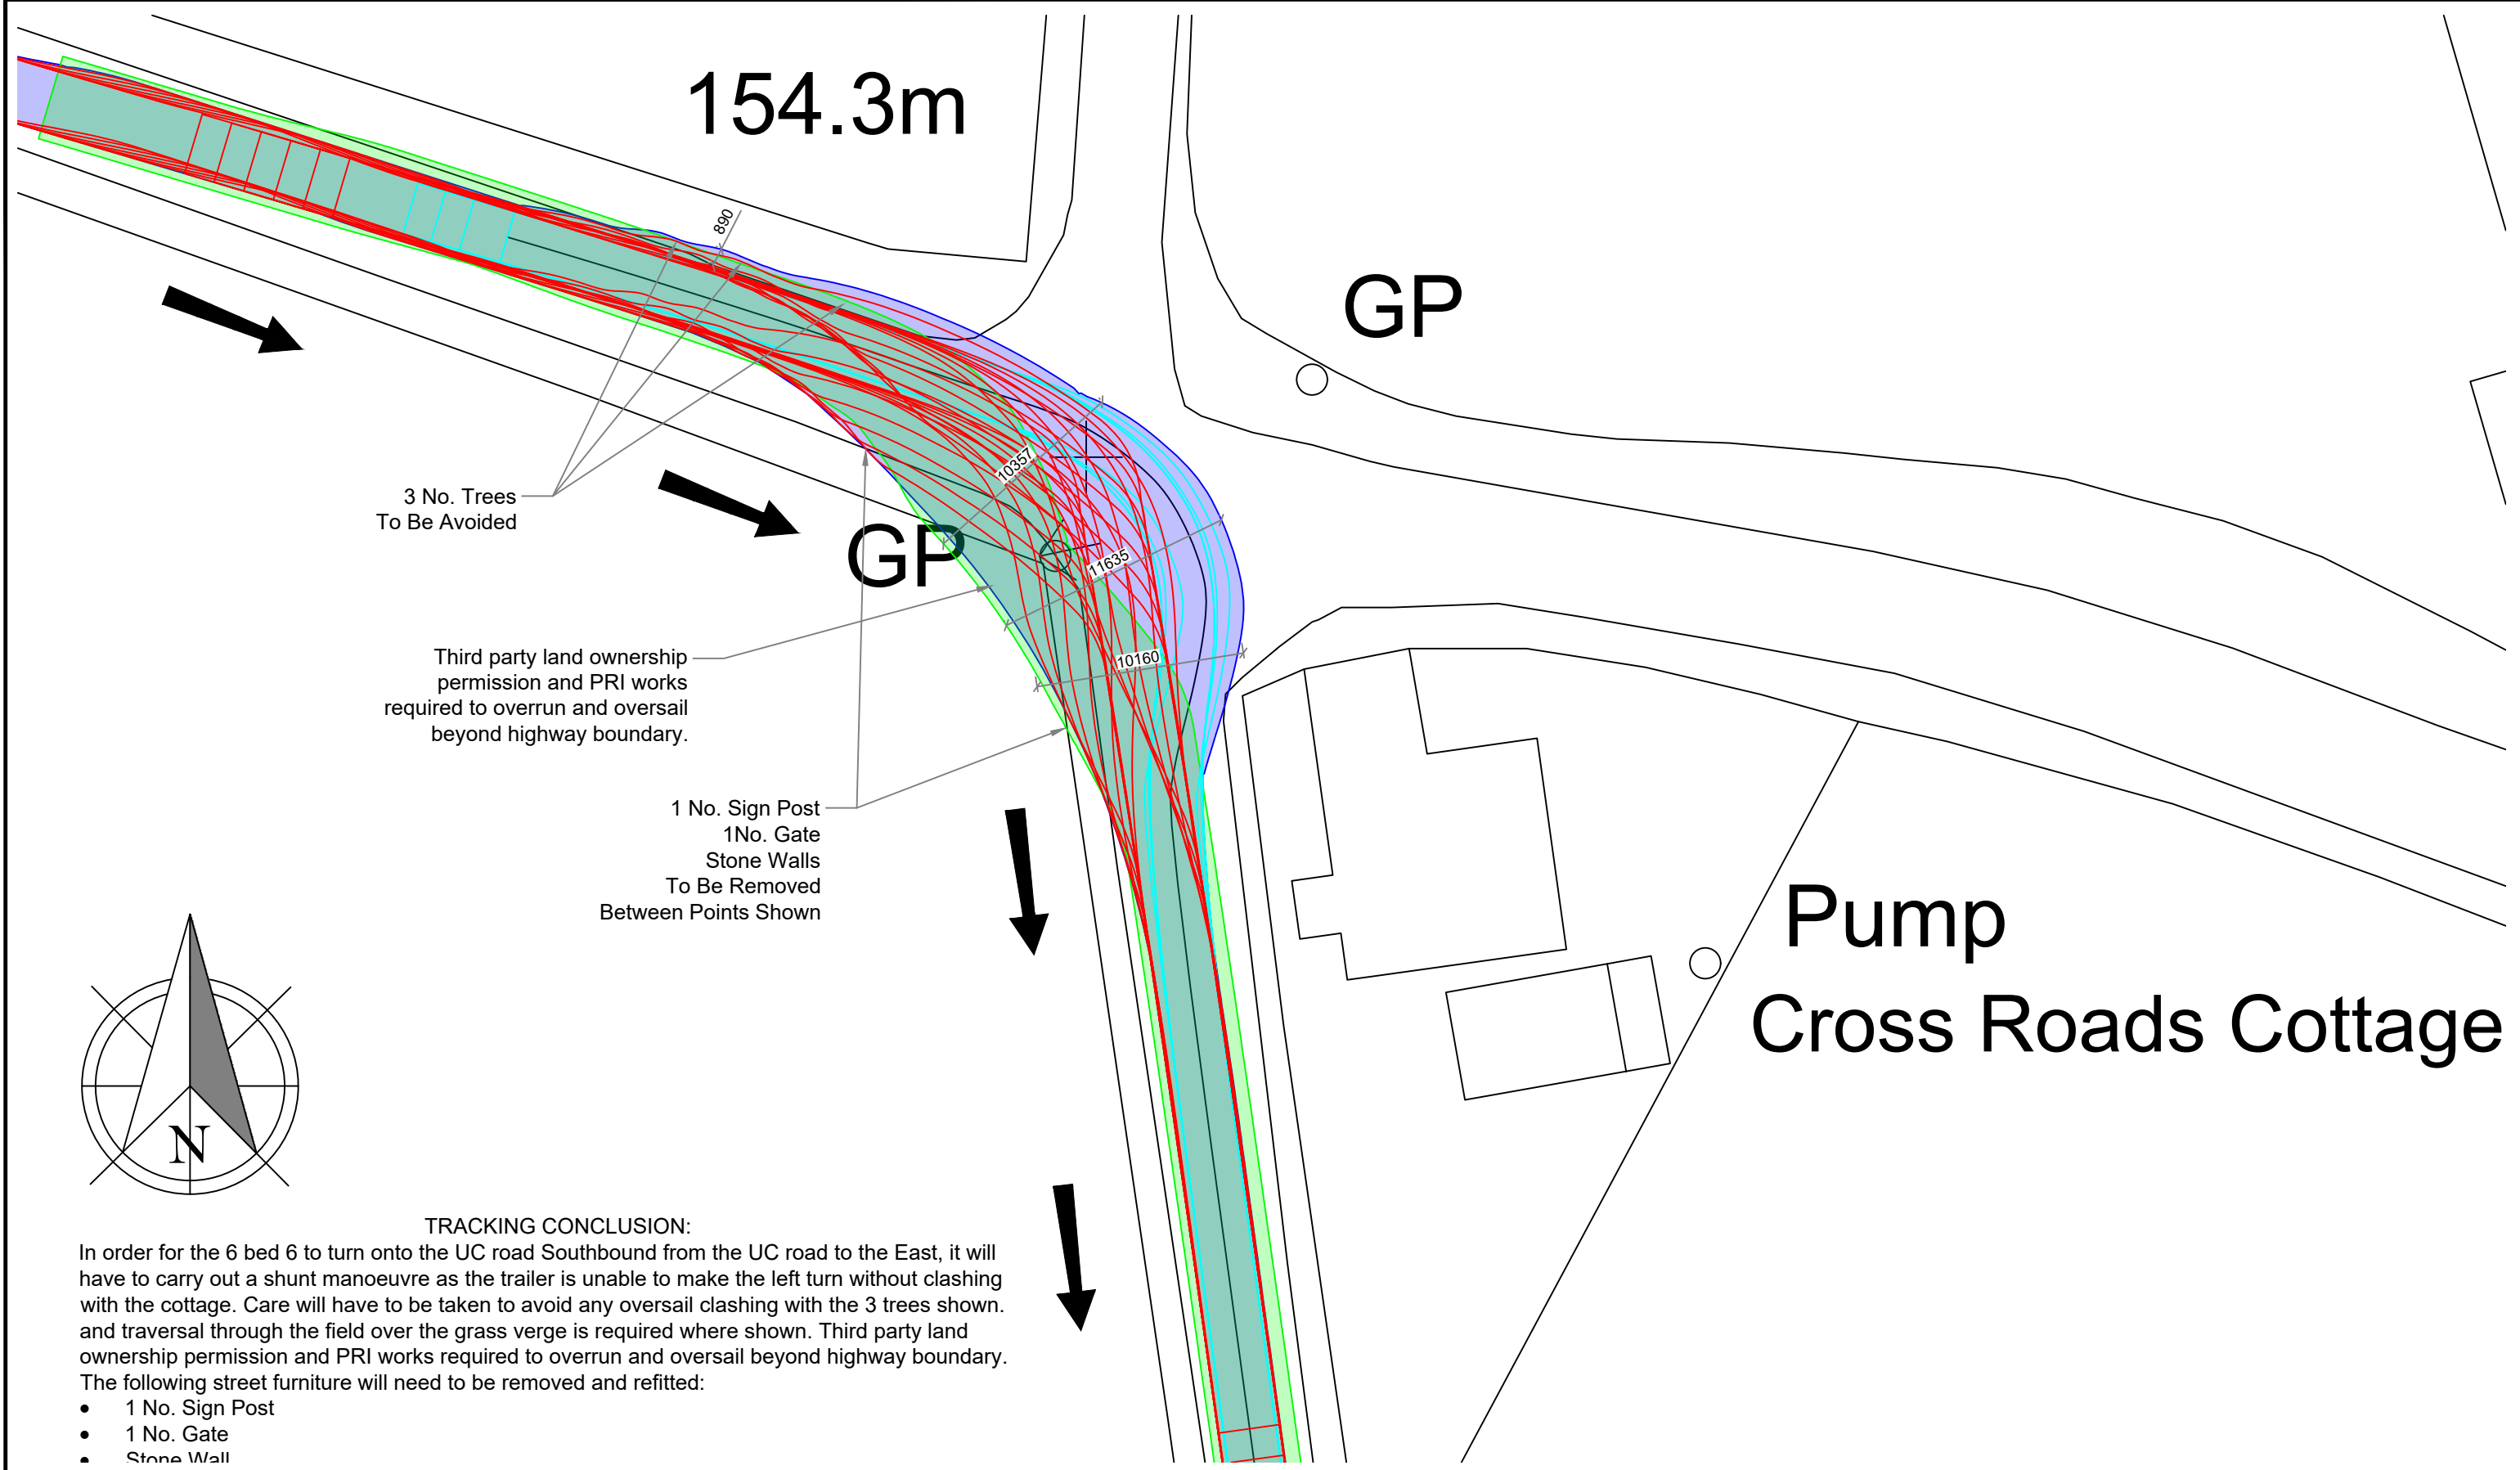 154.3m
890
GP
10357
3 No. Trees
To Be Avoided
GP
11635
10160
Third party land ownership
permission and PRI works
required to overrun and oversail
beyond highway boundary.
1 No. Sign Post
1No. Gate
Stone Walls
To Be Removed
Between Points Shown
Pump
Cross Roads Cottage
N
TRACKING CONCLUSION:
In order for the 6 bed 6 to turn onto the UC road Southbound from the UC road to the East, it will
have to carry out a shunt manoeuvre as the trailer is unable to make the left turn without clashing
with the cottage. Care will have to be taken to avoid any oversail clashing with the 3 trees shown.
and traversal through the field over the grass verge is required where shown. Third party land
ownership permission and PRI works required to overrun and oversail beyond highway boundary.
The following street furniture will need to be removed and refitted:
• 1 No. Sign Post
• 1 No. Gate
• Stone Wall